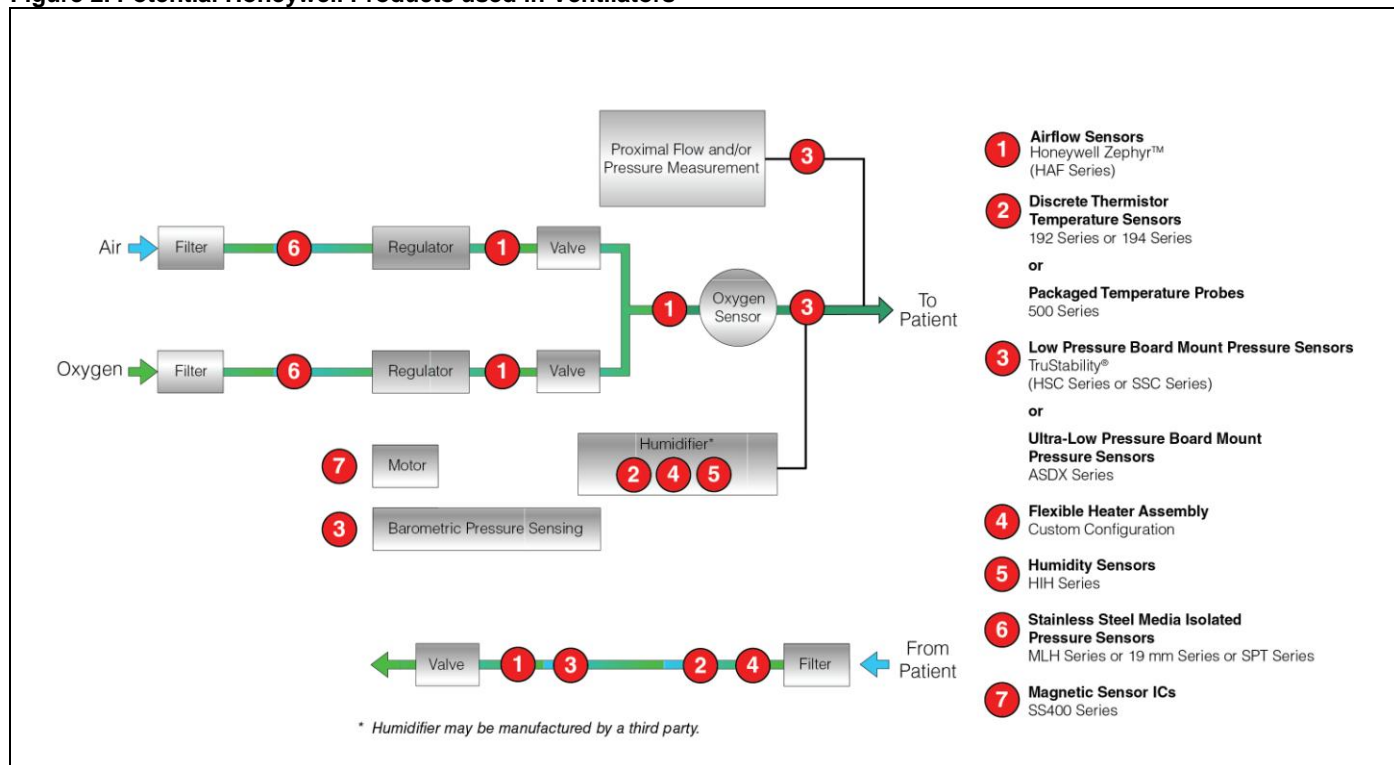 Figure 2. Potential Honeywell Products used in Ventilators
Proximal Flow and/or
Pressure Measurement
3
Air
Filter
6
Regulator
1
Valve
1
Oxygen
Sensor
3
To
Patient
Oxygen
Filter
6
Regulator
1
Valve
7
Motor
Humidifier*
2
4
5
3
Barometric Pressure Sensing
Valve
1
3
2
4
Filter
From
Patient
* Humidifier may be manufactured by a third party.
1
Airflow Sensors
Honeywell Zephyr™
(HAF Series)
2
Discrete Thermistor
Temperature Sensors
192 Series or 194 Series
or
Packaged Temperature Probes
500 Series
3
Low Pressure Board Mount Pressure Sensors
TruStability®
(HSC Series or SSC Series)
or
Ultra-Low Pressure Board Mount
Pressure Sensors
ASDX Series
4
Flexible Heater Assembly
Custom Configuration
5
Humidity Sensors
HIH Series
6
Stainless Steel Media Isolated
Pressure Sensors
MLH Series or 19 mm Series or SPT Series
7
Magnetic Sensor ICs
SS400 Series